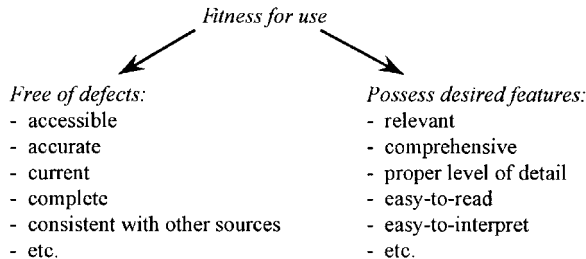 Fitness for use
Free of defects:
- accessible
- accurate
- current
- complete
- consistent with other sources
- etc.
Possess desired features:
- relevant
- comprehensive
- proper level of detail
- easy-to-read
- easy-to-interpret
- etc.